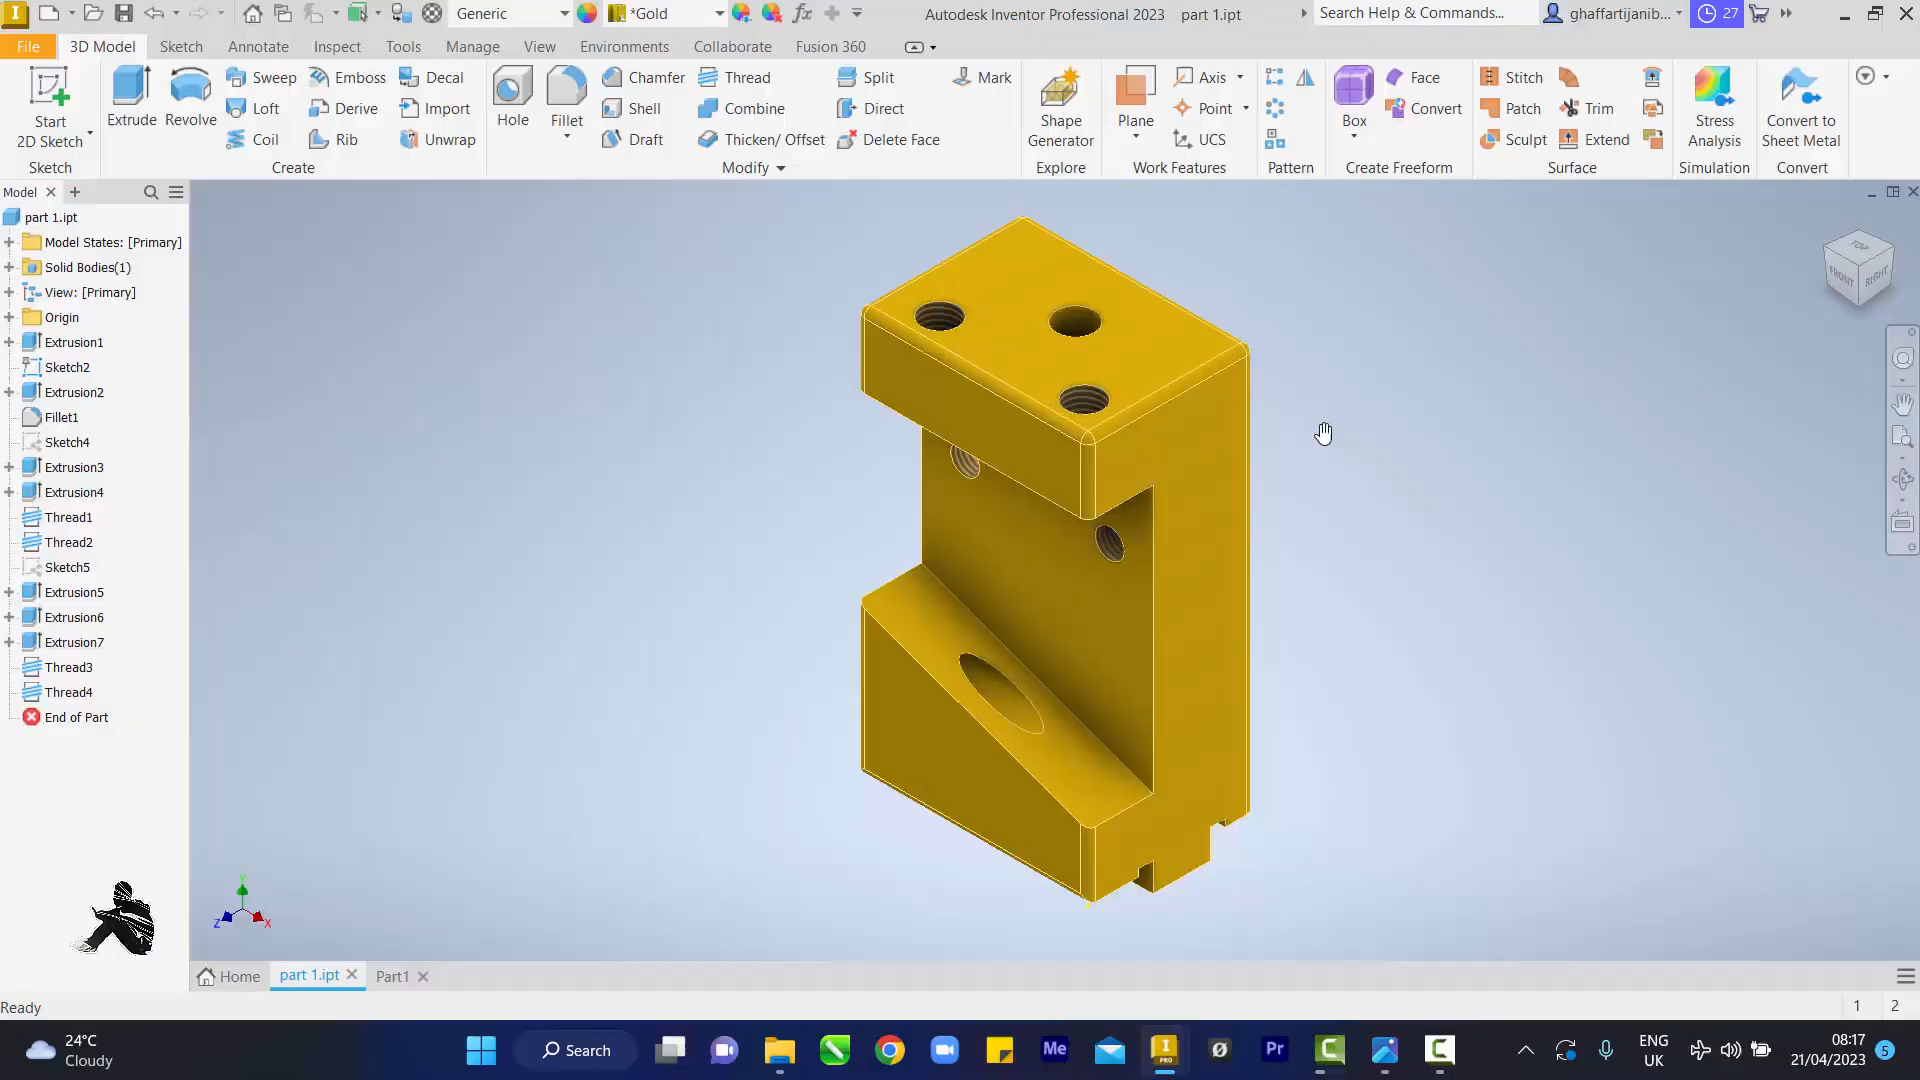 Generic
*Gold
Autodesk Inventor Professional 2023 part 1.ipt
Search Help & Commands...
ghaffartijanib...
27
File
3D Model
Sketch
Annotate
Inspect
Tools
Manage
View
Environments
Collaborate
Fusion 360
Start
2D Sketch
Sketch
Extrude
Revolve
Sweep
Loft
Coil
Emboss
Derive
Rib
Decal
Import
Unwrap
Create
Hole
Fillet
Chamfer
Shell
Draft
Thread
Combine
Thicken/ Offset
Split
Direct
Delete Face
Mark
Modify
Shape
Generator
Explore
Plane
Axis
Point
UCS
Work Features
Pattern
Box
Face
Convert
Create Freeform
Stitch
Patch
Sculpt
Trim
Extend
Surface
Stress
Analysis
Simulation
Convert to
Sheet Metal
Convert
Model
part 1.ipt
Model States: [Primary]
Solid Bodies(1)
View: [Primary]
Origin
Extrusion1
Sketch2
Extrusion2
Fillet1
Sketch4
Extrusion3
Extrusion4
Thread1
Thread2
Sketch5
Extrusion5
Extrusion6
Extrusion7
Thread3
Thread4
End of Part
TOP
FRONT
RIGHT
Y
Z
X
Home
part 1.ipt
Part1
Ready
1
2
24°C
Cloudy
Search
Me
I
PRO
Pr
C
C
ENG
UK
08:17
21/04/2023
5